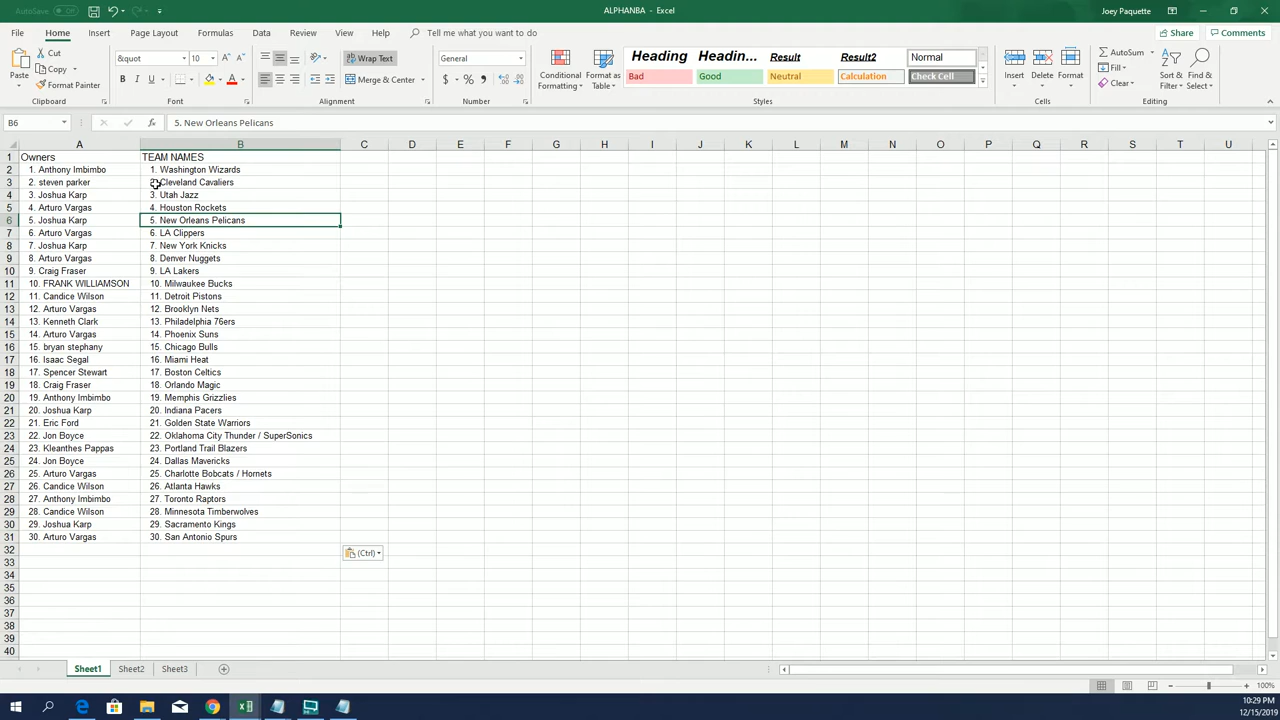 AutoSave Off
ALPHANBA - Excel
Joey Paquette
File Home Insert Page Layout Formulas Data Review View Help Tell me what you want to do
Share Comments
Paste Cut Copy Format Painter
&quot 10
Wrap Text Merge & Center
General
Conditional Formatting Format as Table
Heading Headin... Result Result2 Normal
Bad Good Neutral Calculation Check Cell
Insert Delete Format
AutoSum Fill Clear
Sort & Filter Find & Select
Clipboard Font Alignment Number Styles Cells Editing
B6 fx 5. New Orleans Pelicans
A B C D E F G H I J K L M N O P Q R S T U
1 Owners TEAM NAMES
2 1. Anthony Imbimbo 1. Washington Wizards
3 2. steven parker 2. Cleveland Cavaliers
4 3. Joshua Karp 3. Utah Jazz
5 4. Arturo Vargas 4. Houston Rockets
6 5. Joshua Karp 5. New Orleans Pelicans
7 6. Arturo Vargas 6. LA Clippers
8 7. Joshua Karp 7. New York Knicks
9 8. Arturo Vargas 8. Denver Nuggets
10 9. Craig Fraser 9. LA Lakers
11 10. FRANK WILLIAMSON 10. Milwaukee Bucks
12 11. Candice Wilson 11. Detroit Pistons
13 12. Arturo Vargas 12. Brooklyn Nets
14 13. Kenneth Clark 13. Philadelphia 76ers
15 14. Arturo Vargas 14. Phoenix Suns
16 15. bryan stephany 15. Chicago Bulls
17 16. Isaac Segal 16. Miami Heat
18 17. Spencer Stewart 17. Boston Celtics
19 18. Craig Fraser 18. Orlando Magic
20 19. Anthony Imbimbo 19. Memphis Grizzlies
21 20. Joshua Karp 20. Indiana Pacers
22 21. Eric Ford 21. Golden State Warriors
23 22. Jon Boyce 22. Oklahoma City Thunder / SuperSonics
24 23. Kleanthes Pappas 23. Portland Trail Blazers
25 24. Jon Boyce 24. Dallas Mavericks
26 25. Arturo Vargas 25. Charlotte Bobcats / Hornets
27 26. Candice Wilson 26. Atlanta Hawks
28 27. Anthony Imbimbo 27. Toronto Raptors
29 28. Candice Wilson 28. Minnesota Timberwolves
30 29. Joshua Karp 29. Sacramento Kings
31 30. Arturo Vargas 30. San Antonio Spurs
32 (Ctrl)
33
34
35
36
37
38
39
40
Sheet1 Sheet2 Sheet3
100%
10:29 PM
12/15/2019